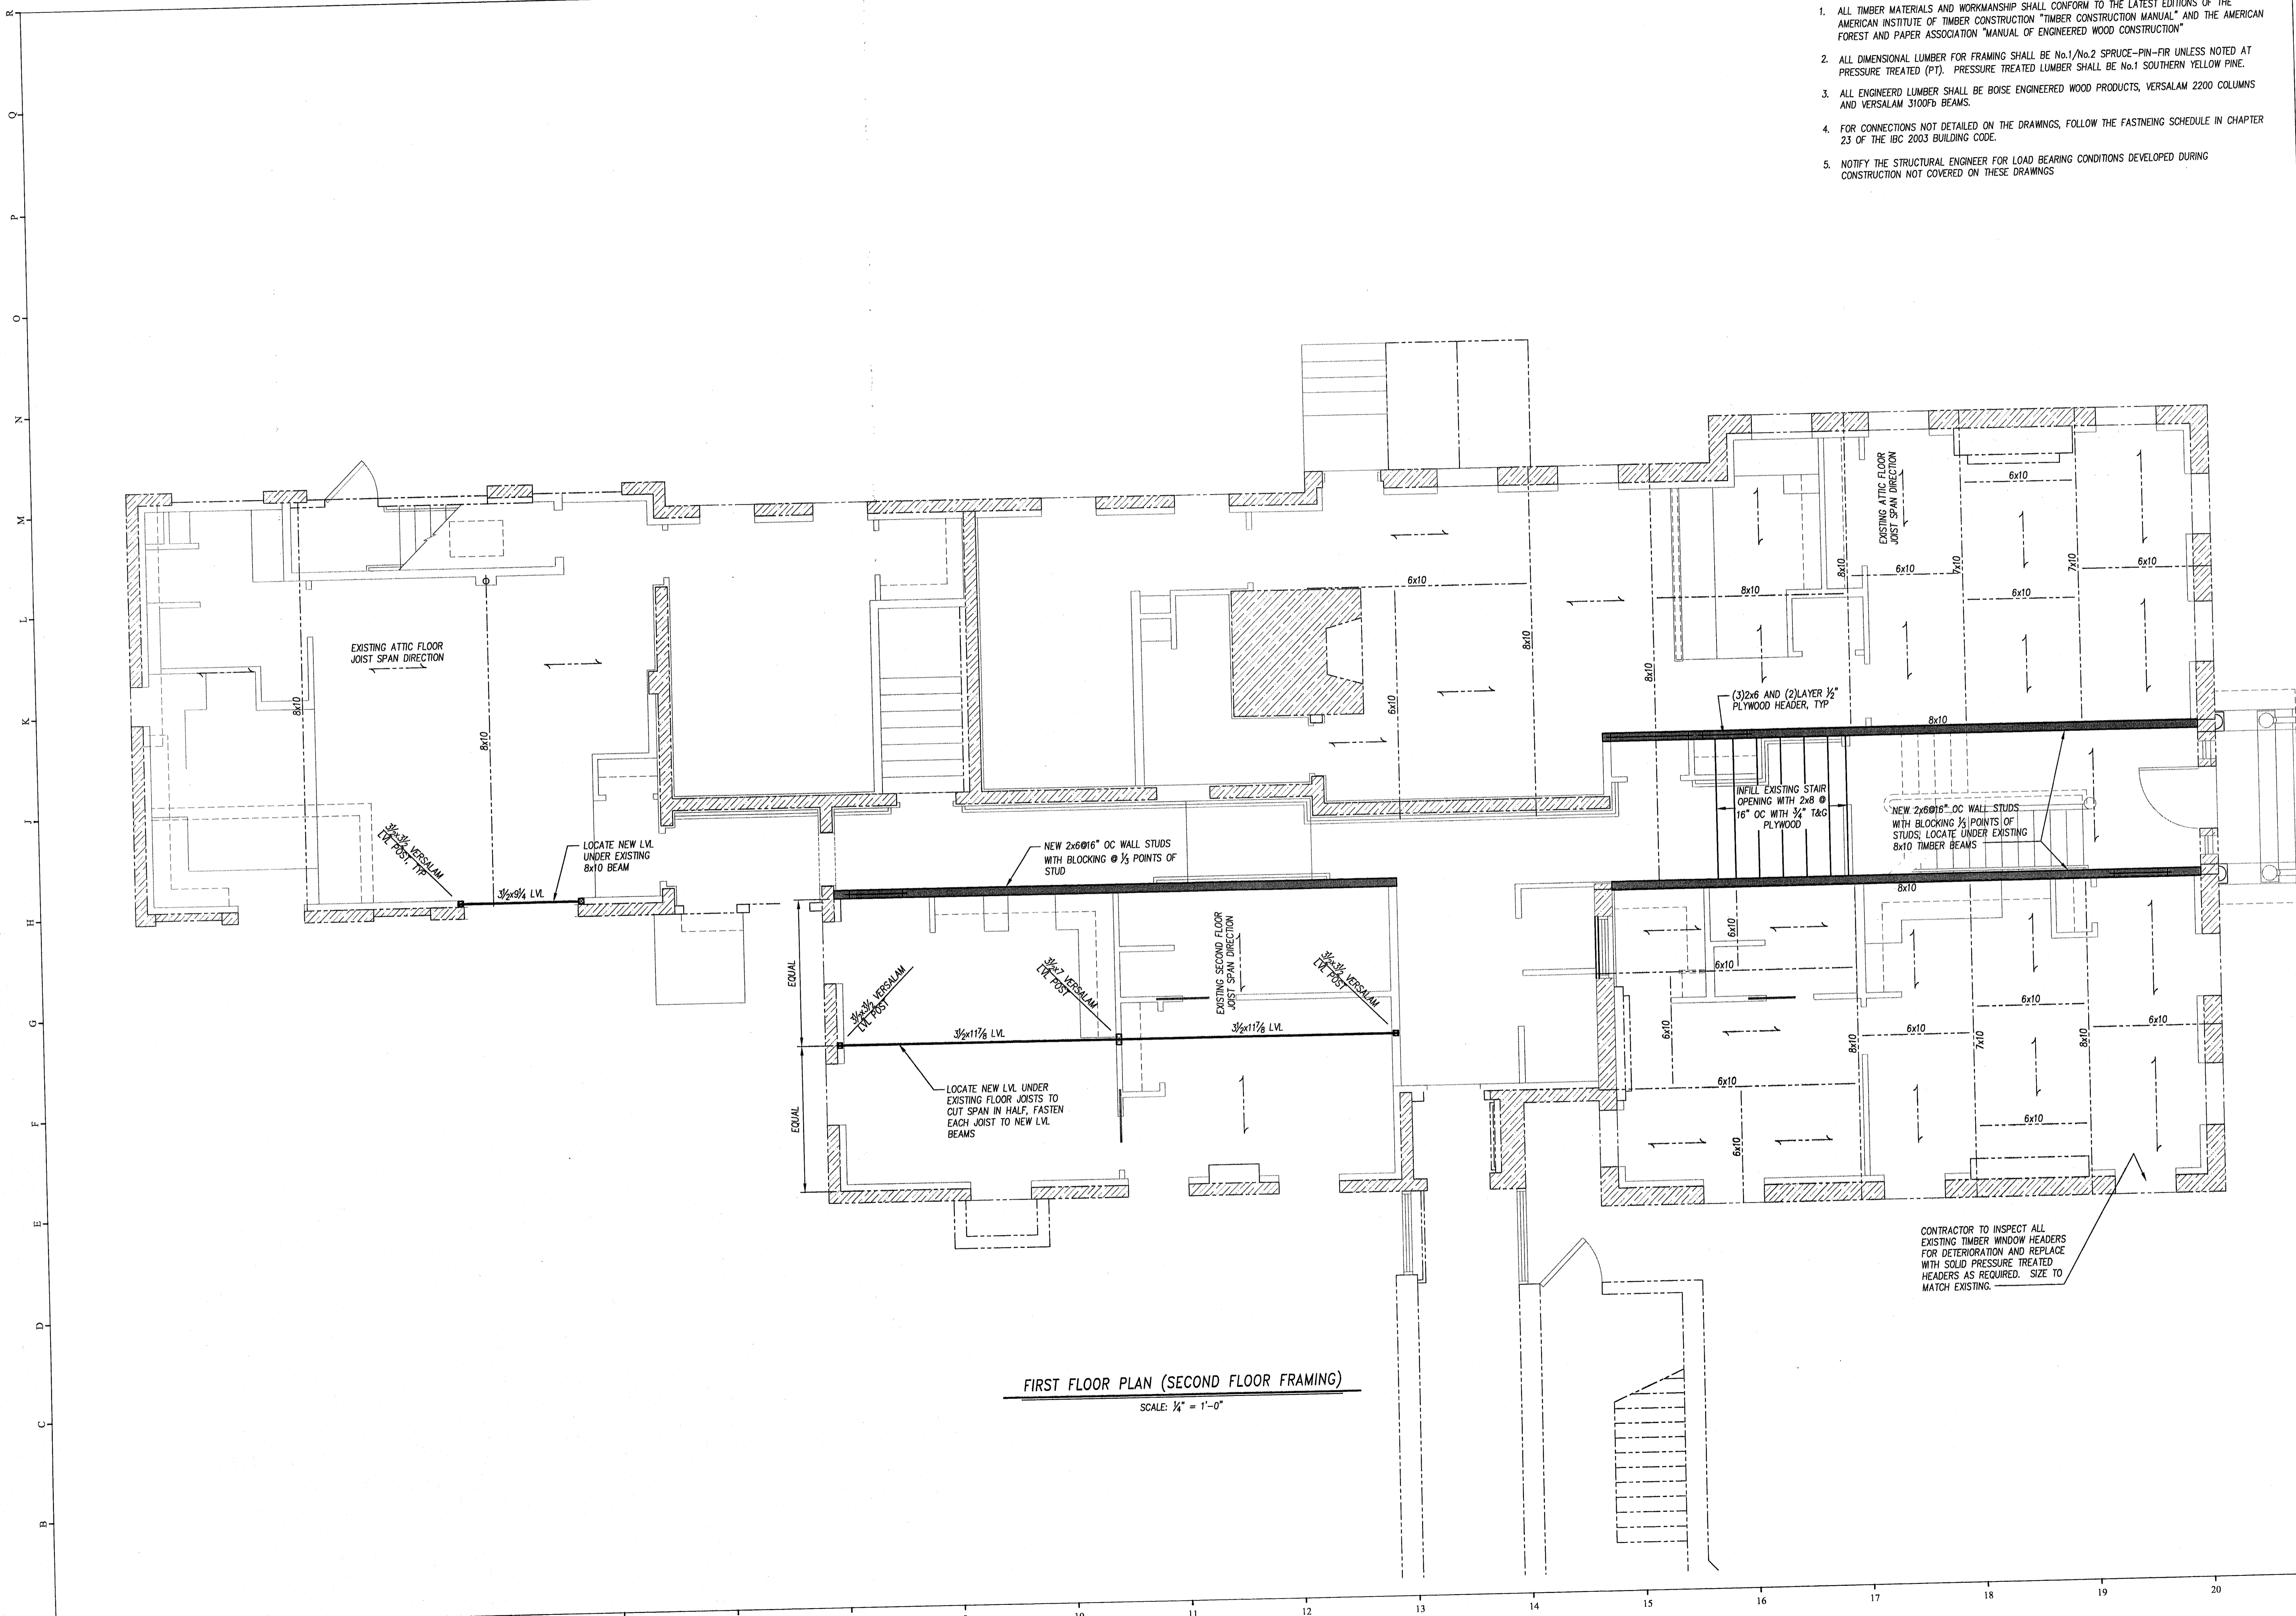 1. ALL TIMBER MATERIALS AND WORKMANSHIP SHALL CONFORM TO THE LATEST EDITIONS OF THE
AMERICAN INSTITUTE OF TIMBER CONSTRUCTION "TIMBER CONSTRUCTION MANUAL" AND THE AMERICAN
FOREST AND PAPER ASSOCIATION "MANUAL OF ENGINEERED WOOD CONSTRUCTION"
2. ALL DIMENSIONAL LUMBER FOR FRAMING SHALL BE No.1/No.2 SPRUCE-PIN-FIR UNLESS NOTED AT
PRESSURE TREATED (PT). PRESSURE TREATED LUMBER SHALL BE No.1 SOUTHERN YELLOW PINE.
3. ALL ENGINEERD LUMBER SHALL BE BOISE ENGINEERED WOOD PRODUCTS, VERSALAM 2200 COLUMNS
AND VERSALAM 3100Fb BEAMS.
4. FOR CONNECTIONS NOT DETAILED ON THE DRAWINGS, FOLLOW THE FASTNEING SCHEDULE IN CHAPTER
23 OF THE IBC 2003 BUILDING CODE.
5. NOTIFY THE STRUCTURAL ENGINEER FOR LOAD BEARING CONDITIONS DEVELOPED DURING
CONSTRUCTION NOT COVERED ON THESE DRAWINGS
R
Q
P
O
N
M
L
K
J
H
G
F
E
D
C
B
EXISTING ATTIC FLOOR
JOIST SPAN DIRECTION
8x10
8x10
3½x3½ VERSALAM
LVL POST, TYP
3½x9¼ LVL
LOCATE NEW LVL
UNDER EXISTING
8x10 BEAM
6x10
6x10
8x10
8x10
8x10
8x10
EXISTING ATTIC FLOOR
JOIST SPAN DIRECTION
6x10
7x10
6x10
6x10
7x10
6x10
(3)2x6 AND (2)LAYER ½"
PLYWOOD HEADER, TYP
8x10
INFILL EXISTING STAIR
OPENING WITH 2x8 @
16" OC WITH ¾" T&G
PLYWOOD
NEW 2x6@16" OC WALL STUDS
WITH BLOCKING ⅓ POINTS OF
STUDS, LOCATE UNDER EXISTING
8x10 TIMBER BEAMS
8x10
NEW 2x6@16" OC WALL STUDS
WITH BLOCKING @ ⅓ POINTS OF
STUD
EQUAL
EQUAL
3½x3½ VERSALAM
LVL POST
3½x7 VERSALAM
LVL POST
EXISTING SECOND FLOOR
JOIST SPAN DIRECTION
3½x3½ VERSALAM
LVL POST
3½x11⅞ LVL
3½x11⅞ LVL
LOCATE NEW LVL UNDER
EXISTING FLOOR JOISTS TO
CUT SPAN IN HALF, FASTEN
EACH JOIST TO NEW LVL
BEAMS
6x10
6x10
6x10
6x10
6x10
8x10
6x10
7x10
6x10
8x10
6x10
6x10
CONTRACTOR TO INSPECT ALL
EXISTING TIMBER WINDOW HEADERS
FOR DETERIORATION AND REPLACE
WITH SOLID PRESSURE TREATED
HEADERS AS REQUIRED. SIZE TO
MATCH EXISTING.
FIRST FLOOR PLAN (SECOND FLOOR FRAMING)
SCALE: ¼" = 1'-0"
10
11
12
13
14
15
16
17
18
19
20